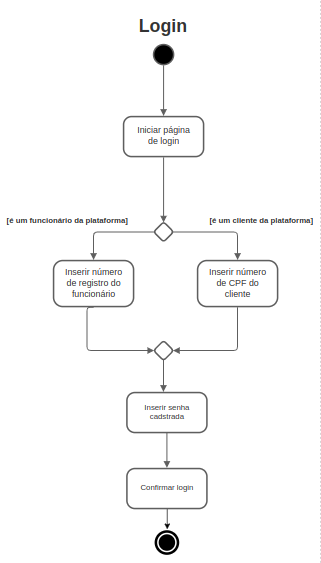 Login
Iniciar página
de login
[é um funcionário da plataforma]
[é um cliente da plataforma]
Inserir número
de registro do
funcionário
Inserir número
de CPF do
cliente
Inserir senha
cadstrada
Confirmar login